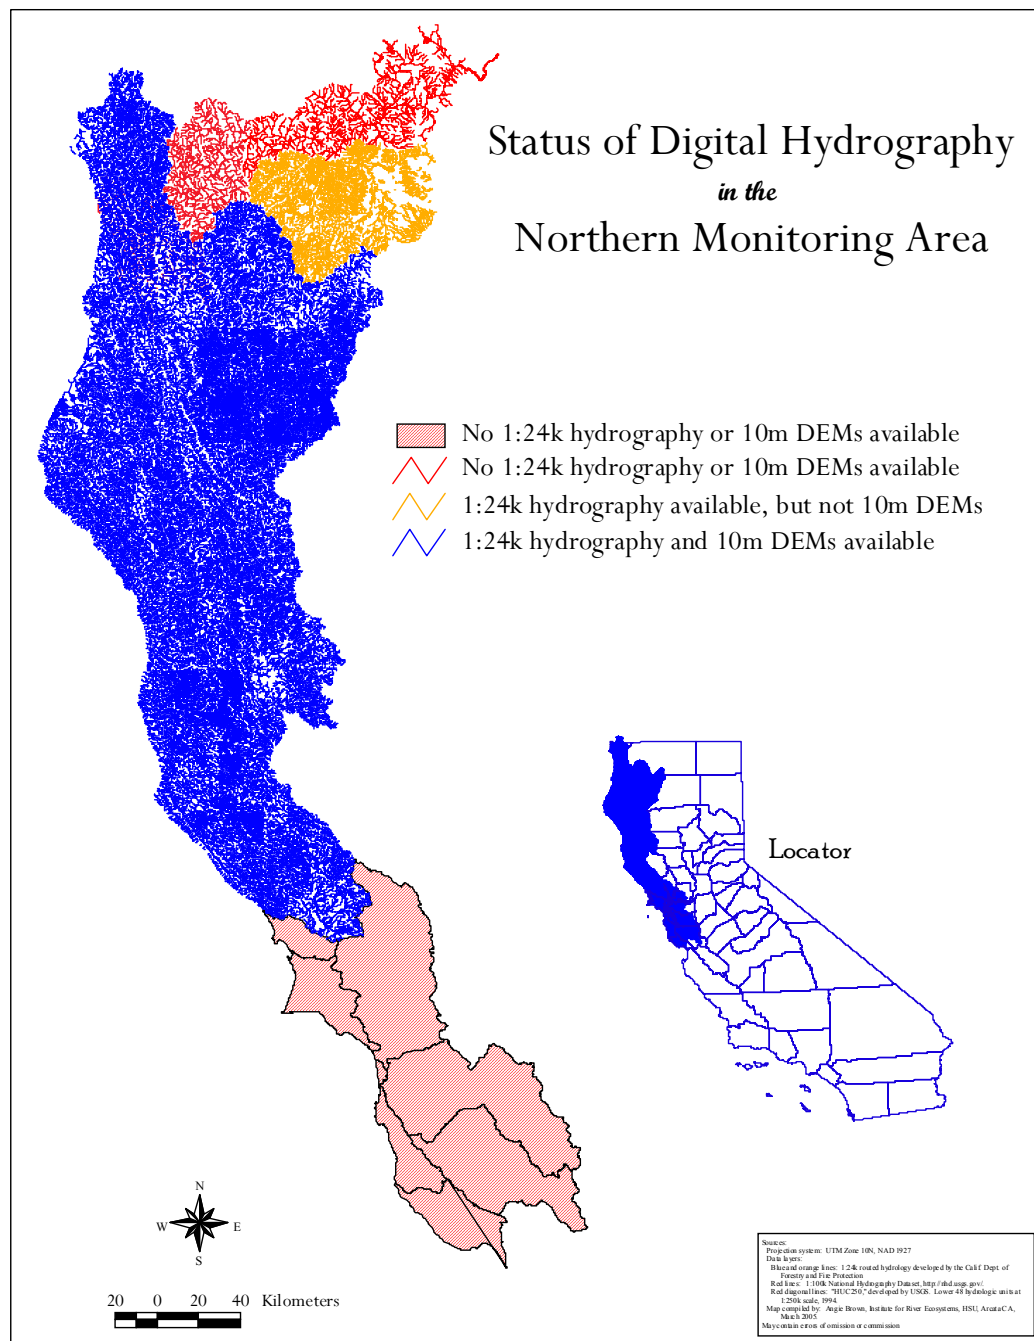 Status of Digital Hydrography
in the
Northern Monitoring Area
No 1:24k hydrography or 10m DEMs available
No 1:24k hydrography or 10m DEMs available
1:24k hydrography available, but not 10m DEMs
1:24k hydrography and 10m DEMs available
Locator
N
W E
S
20 0 20 40 Kilometers
Sources:
Projection system: UTM Zone 10N, NAD 1927
Data layers:
Blue and orange lines: 1:24k routed hydrology developed by the Calif. Dept. of
Forestry and Fire Protection
Red lines: 1:100k National Hydrography Dataset, http://nhd.usgs.gov/.
Red diagonal lines: "HUC250," developed by USGS. Lower 48 hydrologic units at
1:250k scale, 1994.
Map compiled by: Angie Brown, Institute for River Ecosystems, HSU, Arcata CA,
March 2005.
May contain errors of omission or commission